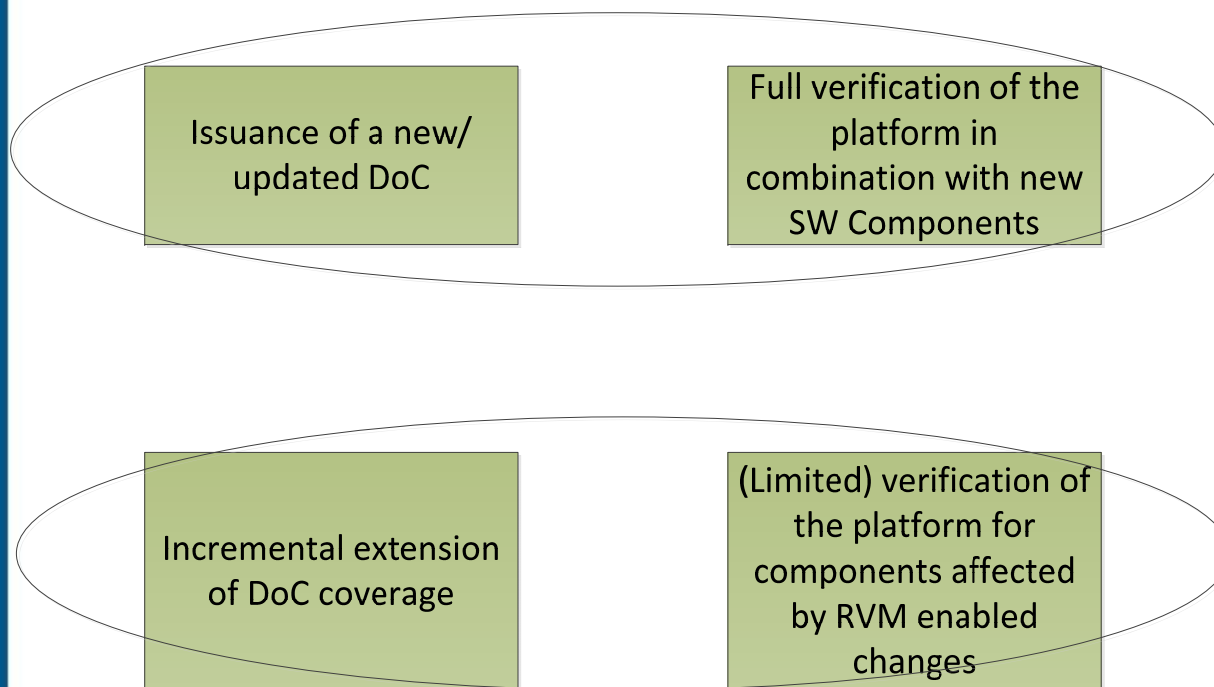 Issuance of a new/
updated DoC
Full verification of the
platform in
combination with new
SW Components
Incremental extension
of DoC coverage
(Limited) verification of
the platform for
components affected
by RVM enabled
changes